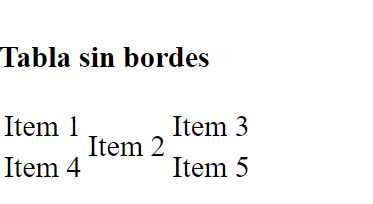 Tabla sin bordes
Item 1 Item 2 Item 3
Item 4 Item 5